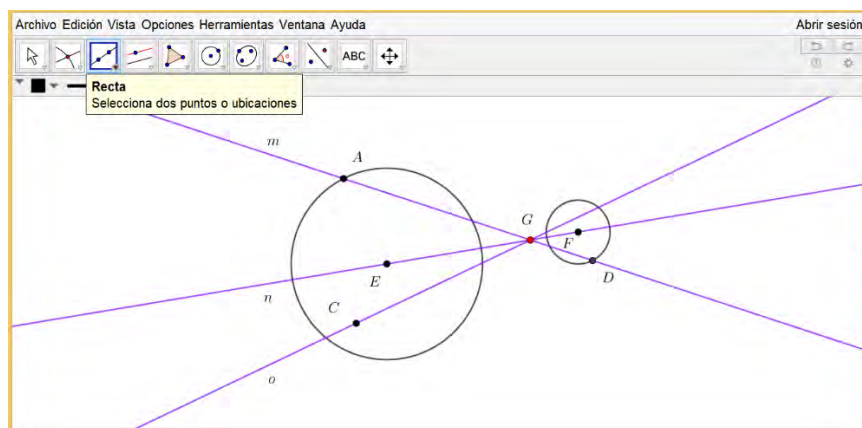 Archivo Edición Vista Opciones Herramientas Ventana Ayuda Abrir sesión
ABC
Recta
Selecciona dos puntos o ubicaciones
m
A
G
F
E
D
n
C
o